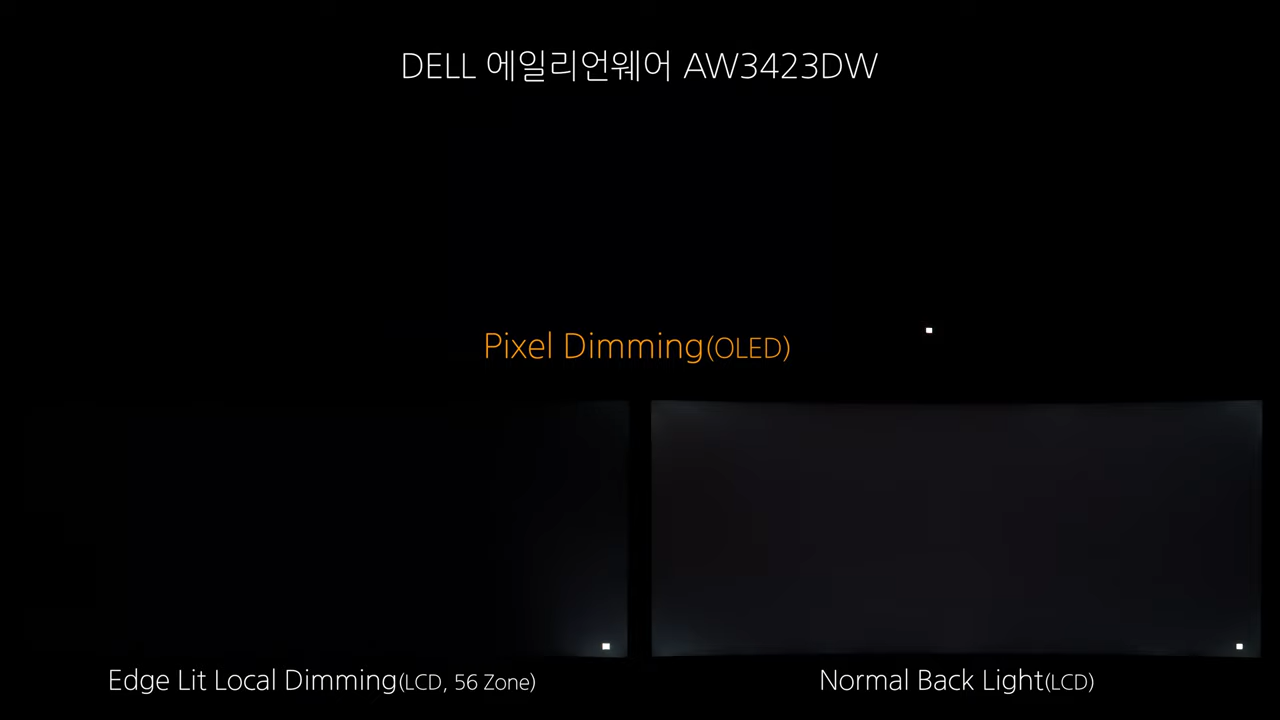 DELL 에일리언웨어 AW3423DW
Pixel Dimming(OLED)
Edge Lit Local Dimming(LCD, 56 Zone)
Normal Back Light(LCD)